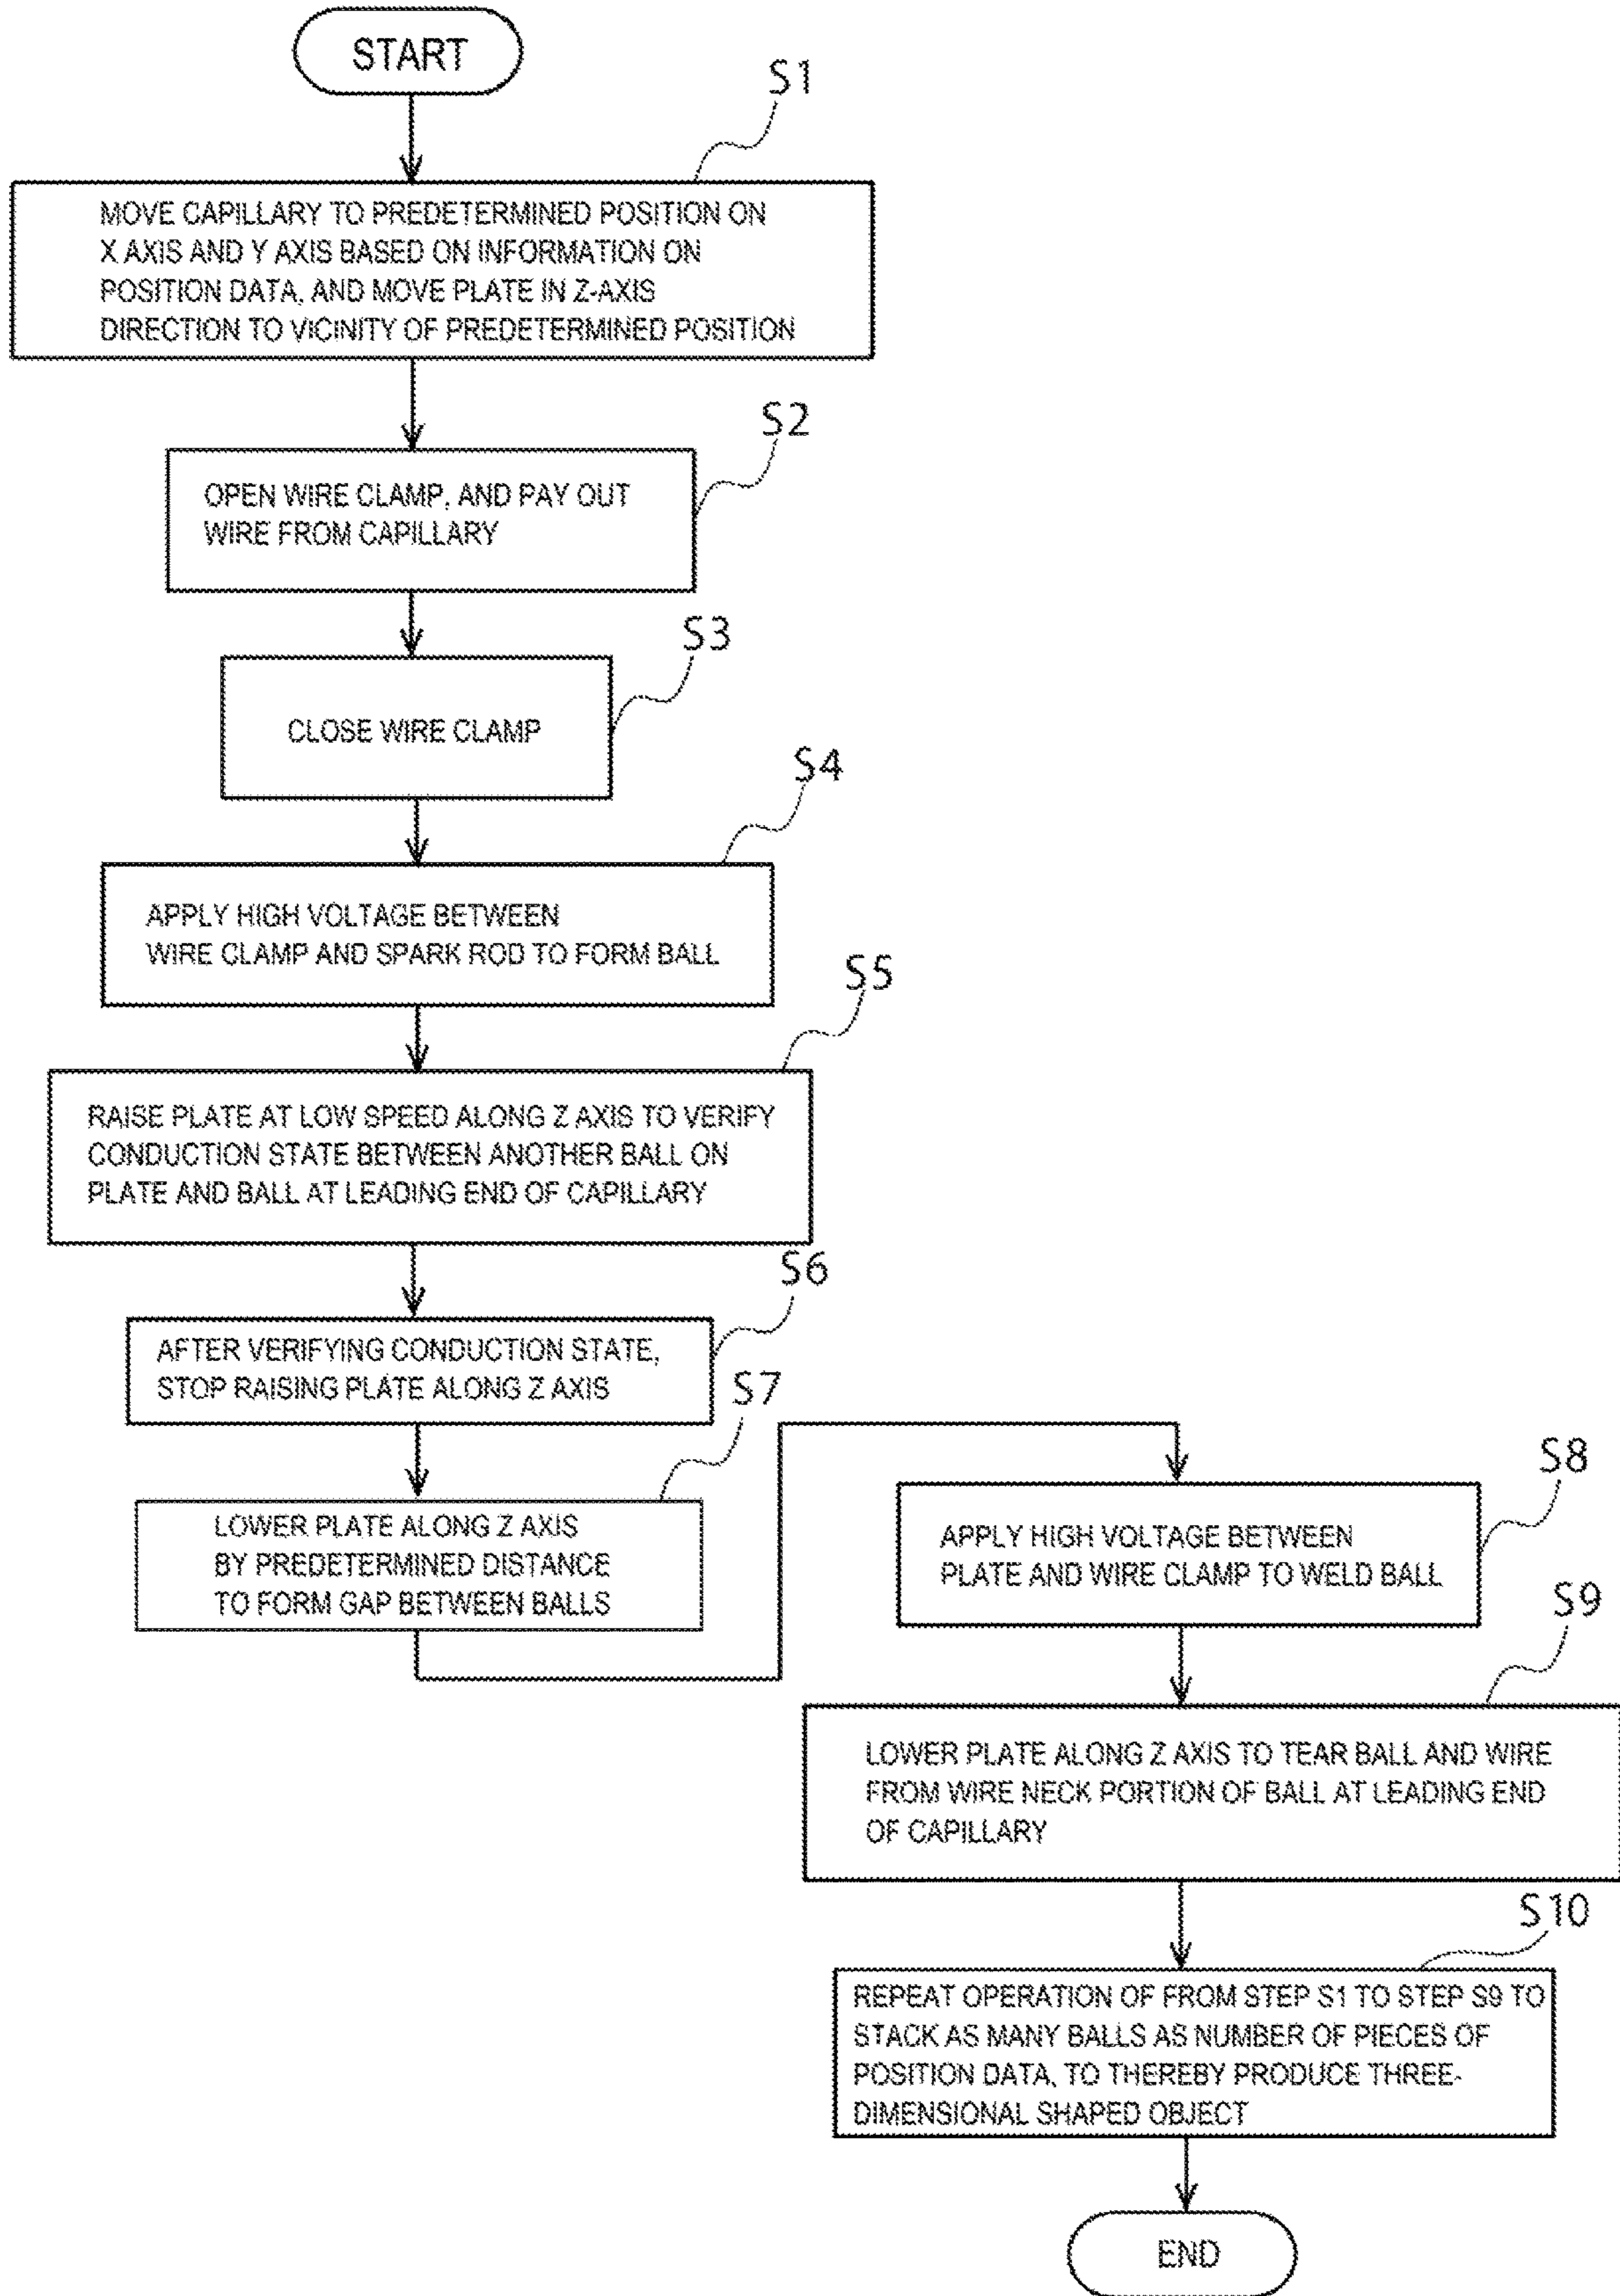 START
S1
MOVE CAPILLARY TO PREDETERMINED POSITION ON
X AXIS AND Y AXIS BASED ON INFORMATION ON
POSITION DATA, AND MOVE PLATE IN Z-AXIS
DIRECTION TO VICINITY OF PREDETERMINED POSITION
S2
OPEN WIRE CLAMP, AND PAY OUT
WIRE FROM CAPILLARY
S3
CLOSE WIRE CLAMP
S4
APPLY HIGH VOLTAGE BETWEEN
WIRE CLAMP AND SPARK ROD TO FORM BALL
S5
RAISE PLATE AT LOW SPEED ALONG Z AXIS TO VERIFY
CONDUCTION STATE BETWEEN ANOTHER BALL ON
PLATE AND BALL AT LEADING END OF CAPILLARY
S6
AFTER VERIFYING CONDUCTION STATE,
STOP RAISING PLATE ALONG Z AXIS
S7
LOWER PLATE ALONG Z AXIS
BY PREDETERMINED DISTANCE
TO FORM GAP BETWEEN BALLS
S8
APPLY HIGH VOLTAGE BETWEEN
PLATE AND WIRE CLAMP TO WELD BALL
S9
LOWER PLATE ALONG Z AXIS TO TEAR BALL AND WIRE
FROM WIRE NECK PORTION OF BALL AT LEADING END
OF CAPILLARY
S10
REPEAT OPERATION OF FROM STEP S1 TO STEP S9 TO
STACK AS MANY BALLS AS NUMBER OF PIECES OF
POSITION DATA, TO THEREBY PRODUCE THREE-
DIMENSIONAL SHAPED OBJECT
END